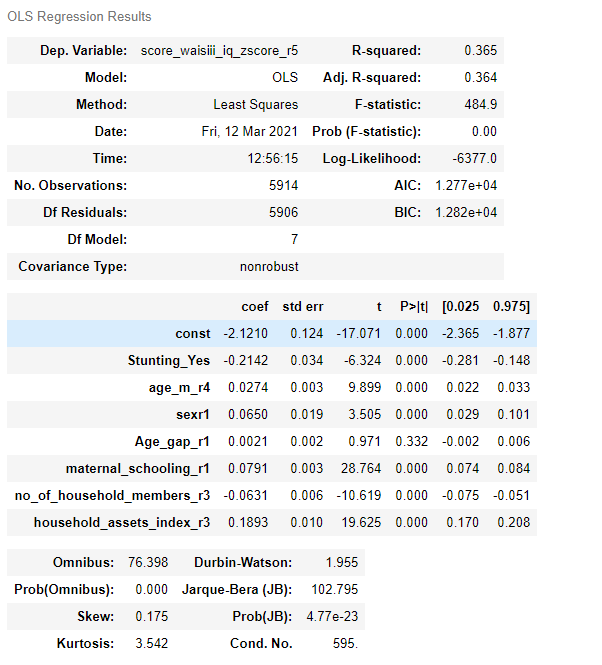 OLS Regression Results
Dep. Variable: score_waisiii_iq_zscore_r5 R-squared: 0.365
Model: OLS Adj. R-squared: 0.364
Method: Least Squares F-statistic: 484.9
Date: Fri, 12 Mar 2021 Prob (F-statistic): 0.00
Time: 12:56:15 Log-Likelihood: -6377.0
No. Observations: 5914 AIC: 1.277e+04
Df Residuals: 5906 BIC: 1.282e+04
Df Model: 7
Covariance Type: nonrobust
coef std err t P>|t| [0.025 0.975]
const -2.1210 0.124 -17.071 0.000 -2.365 -1.877
Stunting_Yes -0.2142 0.034 -6.324 0.000 -0.281 -0.148
age_m_r4 0.0274 0.003 9.899 0.000 0.022 0.033
sexr1 0.0650 0.019 3.505 0.000 0.029 0.101
Age_gap_r1 0.0021 0.002 0.971 0.332 -0.002 0.006
maternal_schooling_r1 0.0791 0.003 28.764 0.000 0.074 0.084
no_of_household_members_r3 -0.0631 0.006 -10.619 0.000 -0.075 -0.051
household_assets_index_r3 0.1893 0.010 19.625 0.000 0.170 0.208
Omnibus: 76.398 Durbin-Watson: 1.955
Prob(Omnibus): 0.000 Jarque-Bera (JB): 102.795
Skew: 0.175 Prob(JB): 4.77e-23
Kurtosis: 3.542 Cond. No. 595.